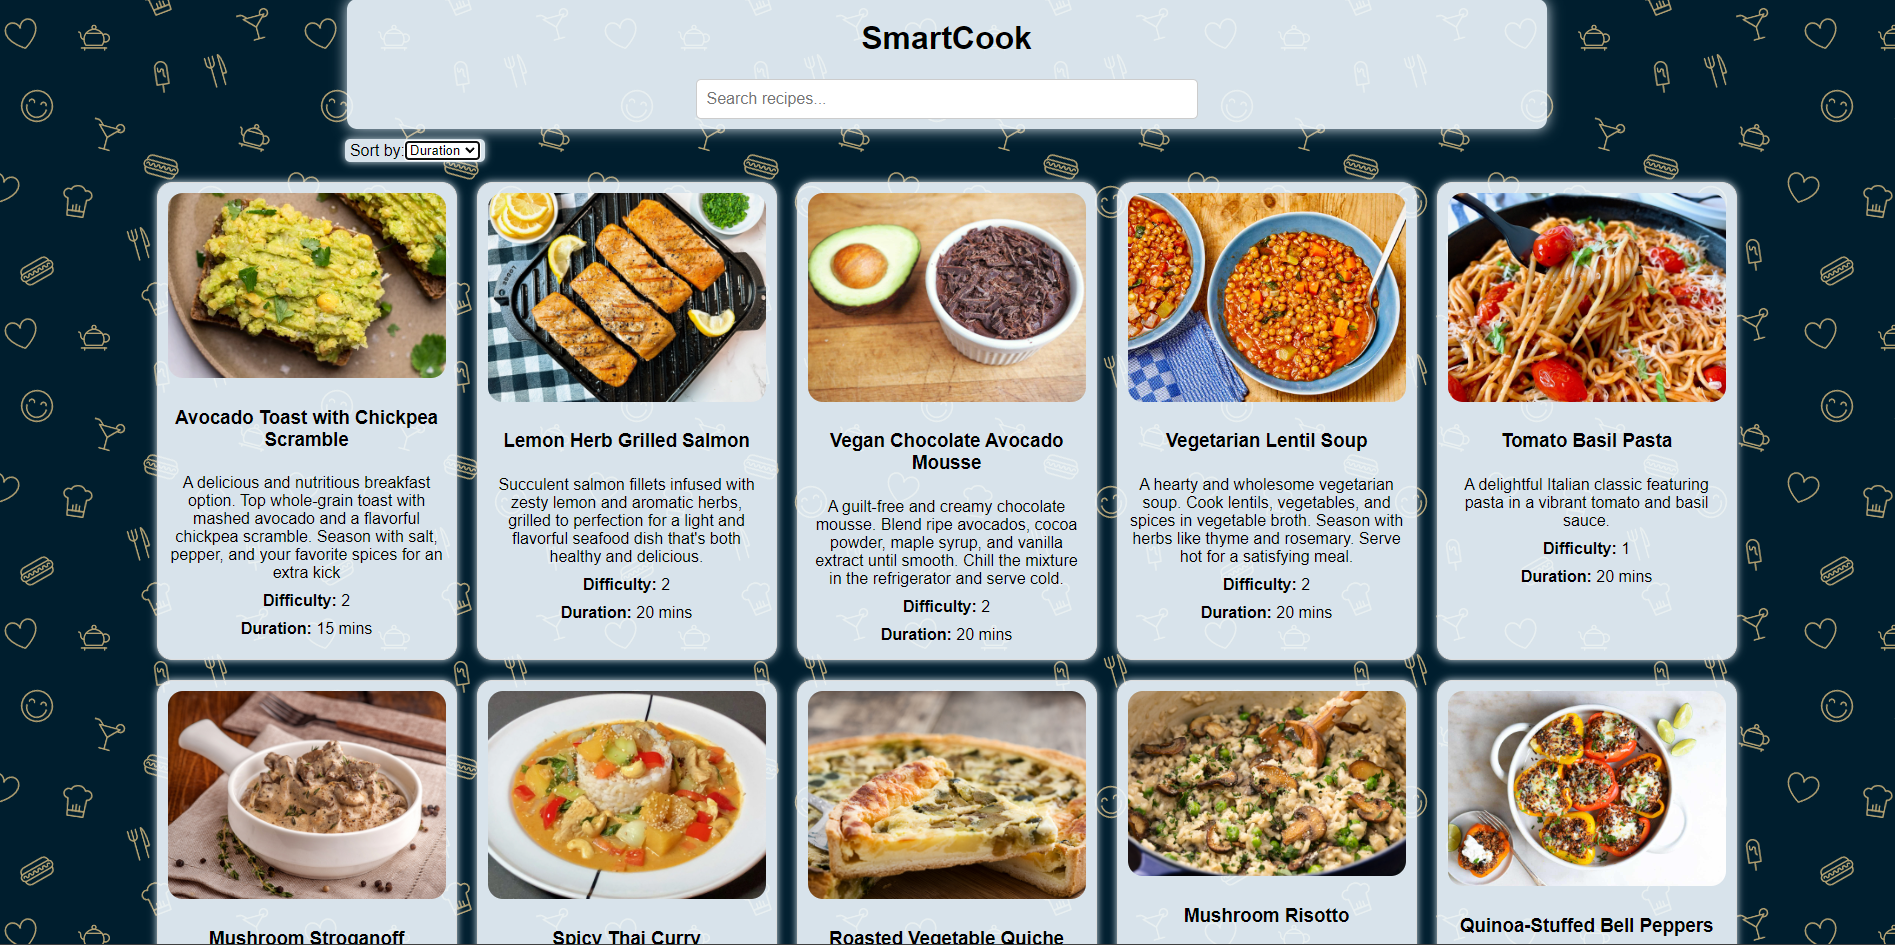 SmartCook
Search recipes...
Sort by: Duration
Avocado Toast with Chickpea
Scramble
A delicious and nutritious breakfast
option. Top whole-grain toast with
mashed avocado and a flavorful
chickpea scramble. Season with salt,
pepper, and your favorite spices for an
extra kick
Difficulty: 2
Duration: 15 mins
Lemon Herb Grilled Salmon
Succulent salmon fillets infused with
zesty lemon and aromatic herbs,
grilled to perfection for a light and
flavorful seafood dish that's both
healthy and delicious.
Difficulty: 2
Duration: 20 mins
Vegan Chocolate Avocado
Mousse
A guilt-free and creamy chocolate
mousse. Blend ripe avocados, cocoa
powder, maple syrup, and vanilla
extract until smooth. Chill the mixture
in the refrigerator and serve cold.
Difficulty: 2
Duration: 20 mins
Vegetarian Lentil Soup
A hearty and wholesome vegetarian
soup. Cook lentils, vegetables, and
spices in vegetable broth. Season with
herbs like thyme and rosemary. Serve
hot for a satisfying meal.
Difficulty: 2
Duration: 20 mins
Tomato Basil Pasta
A delightful Italian classic featuring
pasta in a vibrant tomato and basil
sauce.
Difficulty: 1
Duration: 20 mins
Mushroom Stroganoff
Spicy Thai Curry
Roasted Vegetable Quiche
Mushroom Risotto
Quinoa-Stuffed Bell Peppers